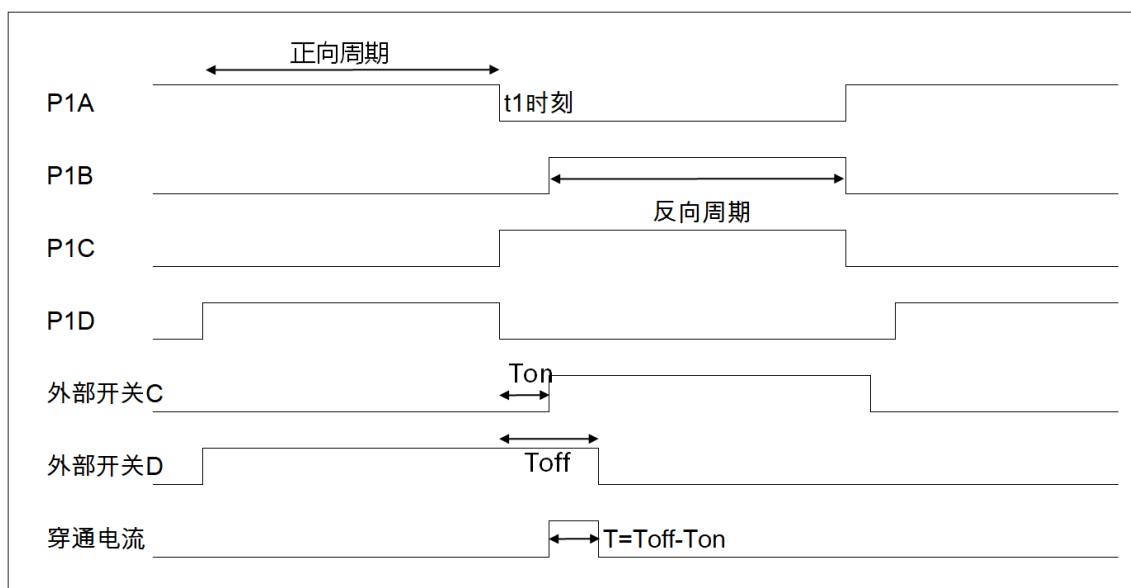 正向周期
P1A
t1时刻
P1B
反向周期
P1C
P1D
Ton
外部开关C
外部开关D
Toff
穿通电流
T=Toff-Ton